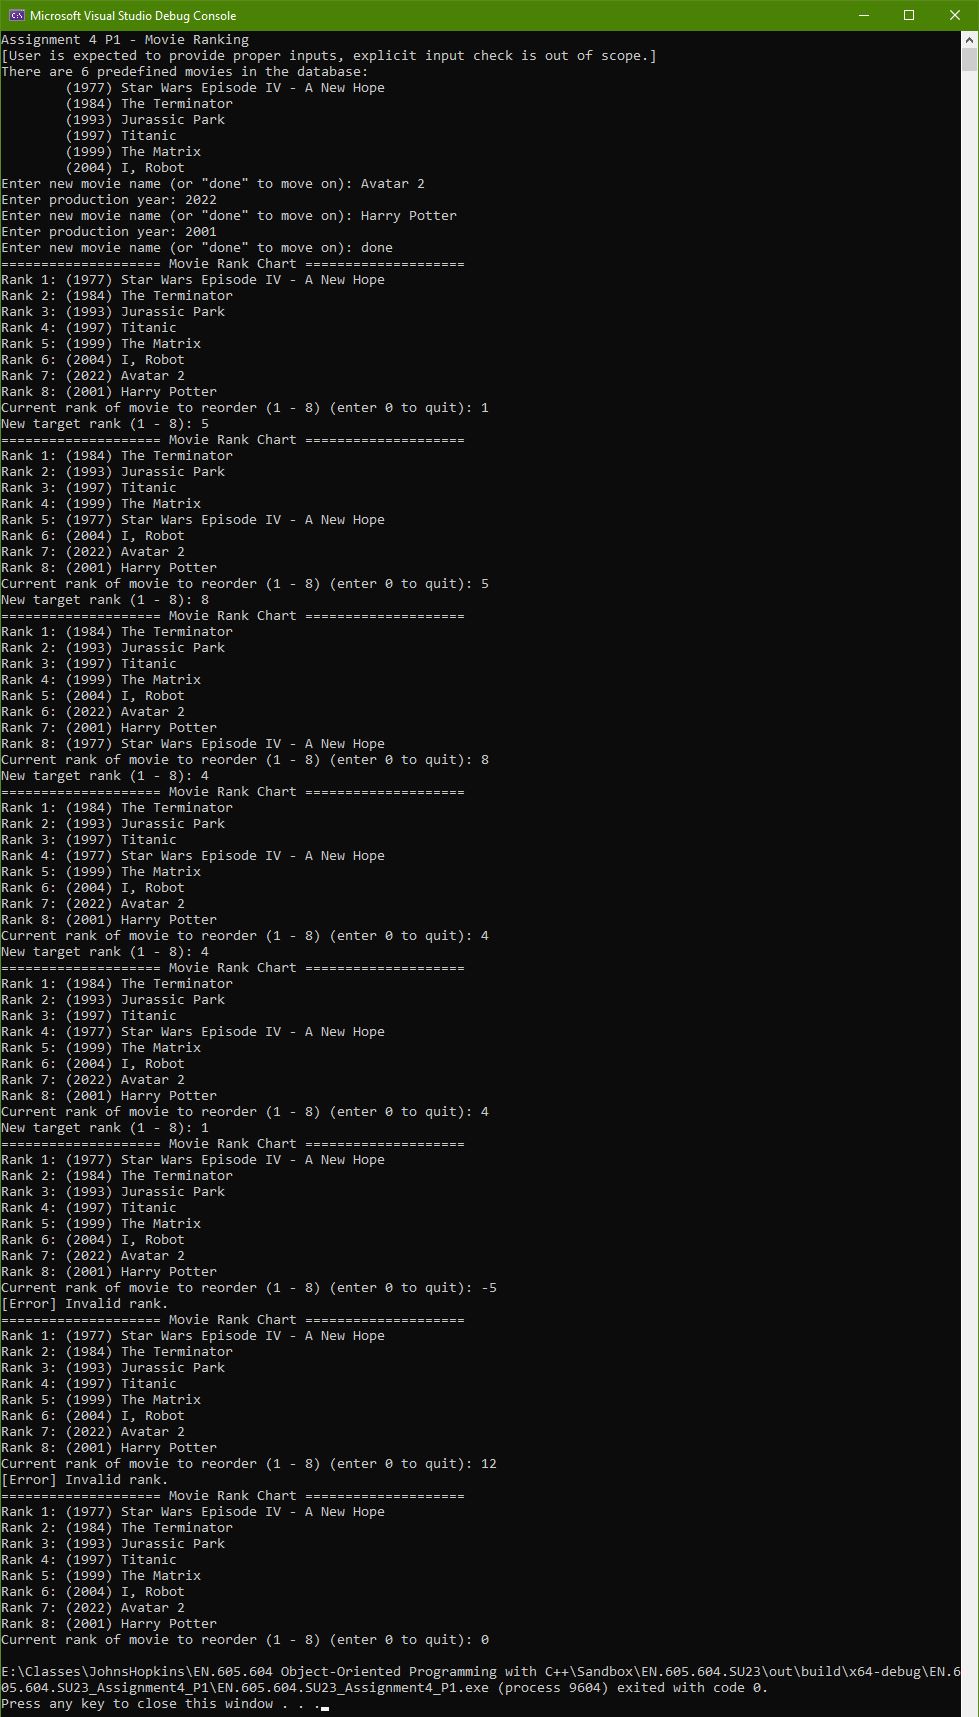 Microsoft Visual Studio Debug Console
Assignment 4 P1 - Movie Ranking
[User is expected to provide proper inputs, explicit input check is out of scope.]
There are 6 predefined movies in the database:
        (1977) Star Wars Episode IV - A New Hope
        (1984) The Terminator
        (1993) Jurassic Park
        (1997) Titanic
        (1999) The Matrix
        (2004) I, Robot
Enter new movie name (or "done" to move on): Avatar 2
Enter production year: 2022
Enter new movie name (or "done" to move on): Harry Potter
Enter production year: 2001
Enter new movie name (or "done" to move on): done
==================== Movie Rank Chart ====================
Rank 1: (1977) Star Wars Episode IV - A New Hope
Rank 2: (1984) The Terminator
Rank 3: (1993) Jurassic Park
Rank 4: (1997) Titanic
Rank 5: (1999) The Matrix
Rank 6: (2004) I, Robot
Rank 7: (2022) Avatar 2
Rank 8: (2001) Harry Potter
Current rank of movie to reorder (1 - 8) (enter 0 to quit): 1
New target rank (1 - 8): 5
==================== Movie Rank Chart ====================
Rank 1: (1984) The Terminator
Rank 2: (1993) Jurassic Park
Rank 3: (1997) Titanic
Rank 4: (1999) The Matrix
Rank 5: (1977) Star Wars Episode IV - A New Hope
Rank 6: (2004) I, Robot
Rank 7: (2022) Avatar 2
Rank 8: (2001) Harry Potter
Current rank of movie to reorder (1 - 8) (enter 0 to quit): 5
New target rank (1 - 8): 8
==================== Movie Rank Chart ====================
Rank 1: (1984) The Terminator
Rank 2: (1993) Jurassic Park
Rank 3: (1997) Titanic
Rank 4: (1999) The Matrix
Rank 5: (2004) I, Robot
Rank 6: (2022) Avatar 2
Rank 7: (2001) Harry Potter
Rank 8: (1977) Star Wars Episode IV - A New Hope
Current rank of movie to reorder (1 - 8) (enter 0 to quit): 8
New target rank (1 - 8): 4
==================== Movie Rank Chart ====================
Rank 1: (1984) The Terminator
Rank 2: (1993) Jurassic Park
Rank 3: (1997) Titanic
Rank 4: (1977) Star Wars Episode IV - A New Hope
Rank 5: (1999) The Matrix
Rank 6: (2004) I, Robot
Rank 7: (2022) Avatar 2
Rank 8: (2001) Harry Potter
Current rank of movie to reorder (1 - 8) (enter 0 to quit): 4
New target rank (1 - 8): 4
==================== Movie Rank Chart ====================
Rank 1: (1984) The Terminator
Rank 2: (1993) Jurassic Park
Rank 3: (1997) Titanic
Rank 4: (1977) Star Wars Episode IV - A New Hope
Rank 5: (1999) The Matrix
Rank 6: (2004) I, Robot
Rank 7: (2022) Avatar 2
Rank 8: (2001) Harry Potter
Current rank of movie to reorder (1 - 8) (enter 0 to quit): 4
New target rank (1 - 8): 1
==================== Movie Rank Chart ====================
Rank 1: (1977) Star Wars Episode IV - A New Hope
Rank 2: (1984) The Terminator
Rank 3: (1993) Jurassic Park
Rank 4: (1997) Titanic
Rank 5: (1999) The Matrix
Rank 6: (2004) I, Robot
Rank 7: (2022) Avatar 2
Rank 8: (2001) Harry Potter
Current rank of movie to reorder (1 - 8) (enter 0 to quit): -5
[Error] Invalid rank.
==================== Movie Rank Chart ====================
Rank 1: (1977) Star Wars Episode IV - A New Hope
Rank 2: (1984) The Terminator
Rank 3: (1993) Jurassic Park
Rank 4: (1997) Titanic
Rank 5: (1999) The Matrix
Rank 6: (2004) I, Robot
Rank 7: (2022) Avatar 2
Rank 8: (2001) Harry Potter
Current rank of movie to reorder (1 - 8) (enter 0 to quit): 12
[Error] Invalid rank.
==================== Movie Rank Chart ====================
Rank 1: (1977) Star Wars Episode IV - A New Hope
Rank 2: (1984) The Terminator
Rank 3: (1993) Jurassic Park
Rank 4: (1997) Titanic
Rank 5: (1999) The Matrix
Rank 6: (2004) I, Robot
Rank 7: (2022) Avatar 2
Rank 8: (2001) Harry Potter
Current rank of movie to reorder (1 - 8) (enter 0 to quit): 0
E:\Classes\JohnsHopkins\EN.605.604 Object-Oriented Programming with C++\Sandbox\EN.605.604.SU23\out\build\x64-debug\EN.6
05.604.SU23_Assignment4_P1\EN.605.604.SU23_Assignment4_P1.exe (process 9604) exited with code 0.
Press any key to close this window . . .